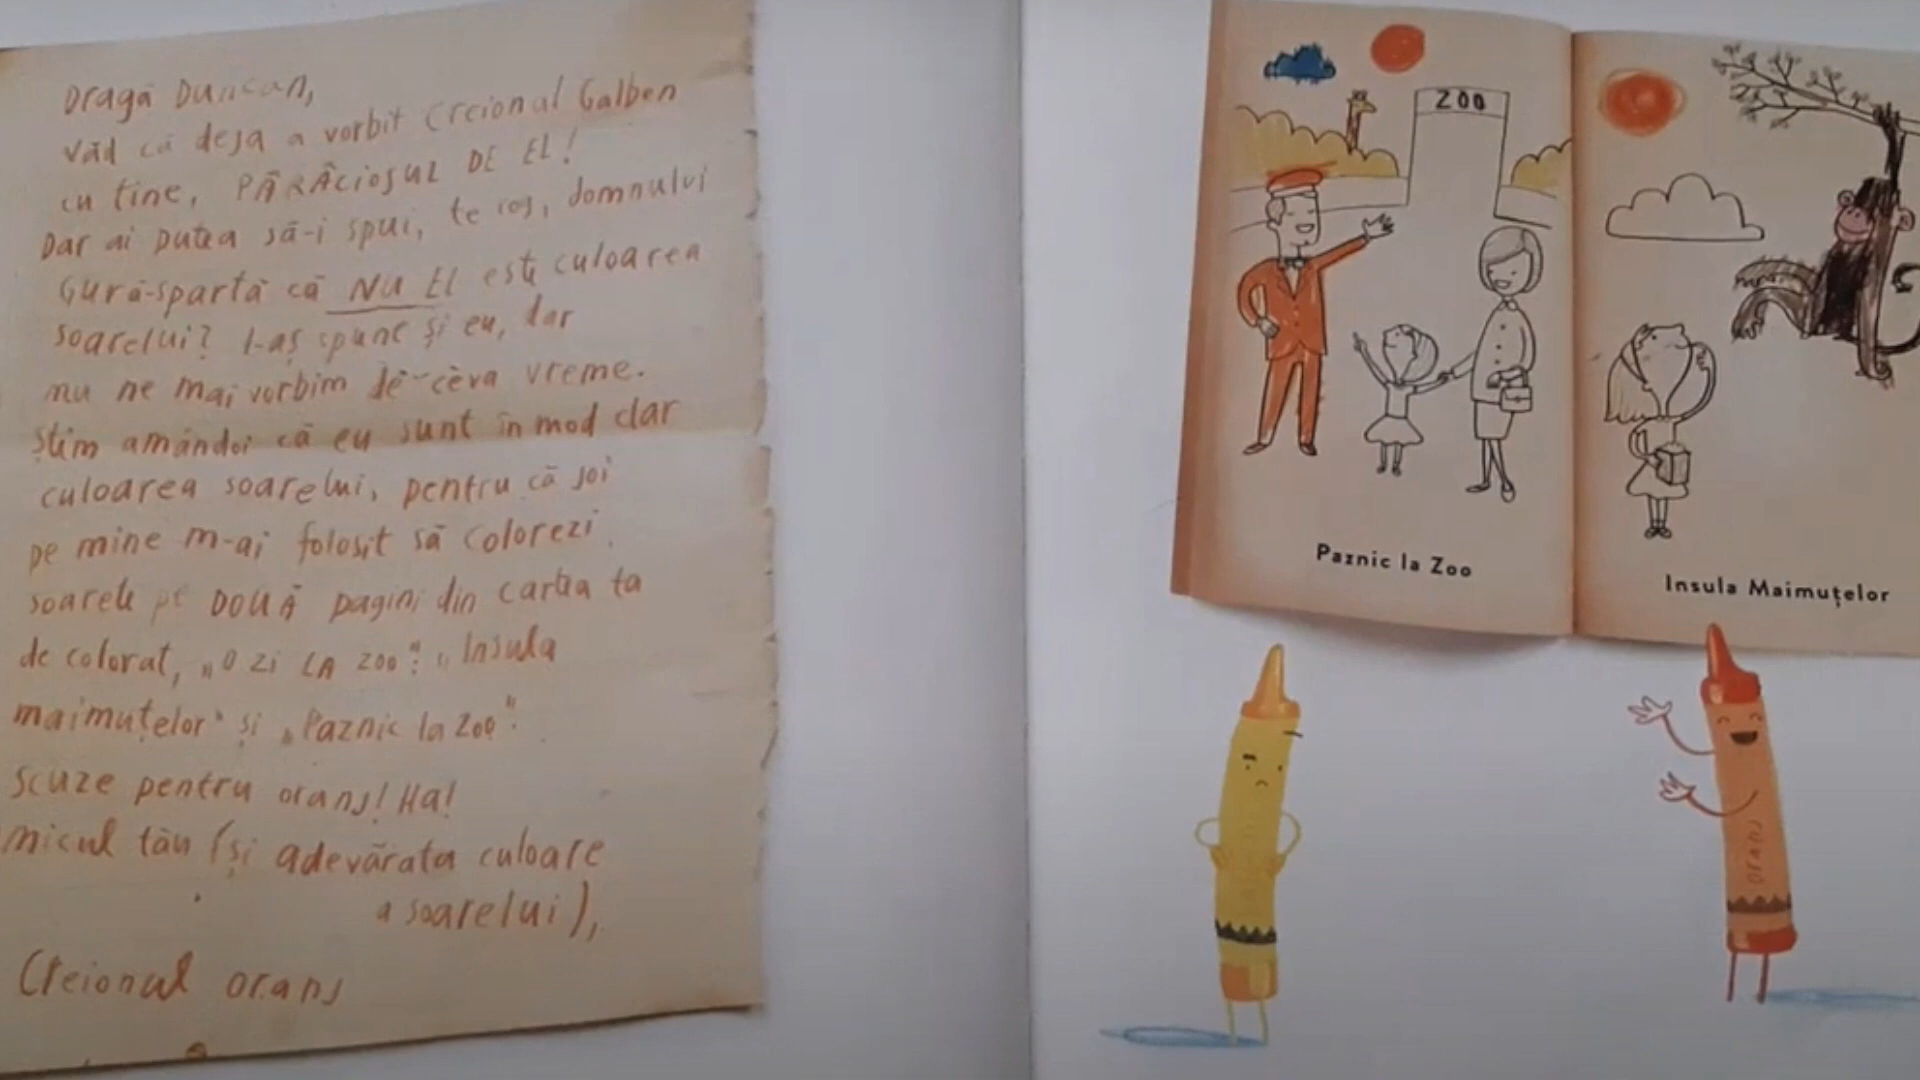 Dragă Duncan,
văd că deja a vorbit Creionul Galben
cu tine, PÂRÂCIOSUL DE EL!
Dar ai putea să-i spui, te rog, domnului
Gură-spartă că NU EL este culoarea
soarelui? I-aș spune și eu, dar
nu ne mai vorbim de-ceva vreme.
Știm amândoi că eu sunt în mod clar
culoarea soarelui, pentru că joi
pe mine m-ai folosit să colorezi
soarele pe DOUĂ pagini din cartea ta
de colorat, „O ZI LA ZOO": „Insula
maimuțelor" și „Paznic la Zoo".
Scuze pentru oranj! Ha!
micul tău (și adevărata culoare
a soarelui),
Creionul oranj
ZOO
Paznic la Zoo
Insula Maimuțelor
oranj